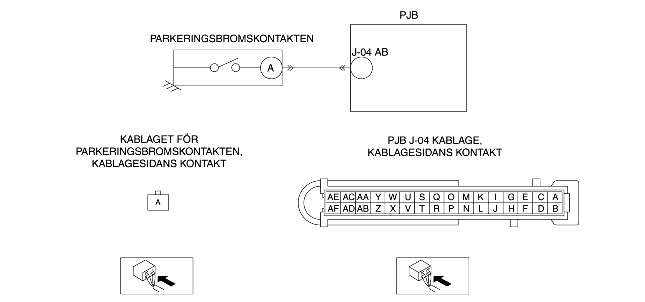 PJB
PARKERINGSBROMSKONTAKTEN
J-04 AB
A
KABLAGET FÓR
PARKERINGSBROMSKONTAKTEN,
KABLAGESIDANS KONTAKT
A
PJB J-04 KABLAGE,
KABLAGESIDANS KONTAKT
AE AC AA Y W U S Q O M K I G E C A
AF AD AB Z X V T R P N L J H F D B